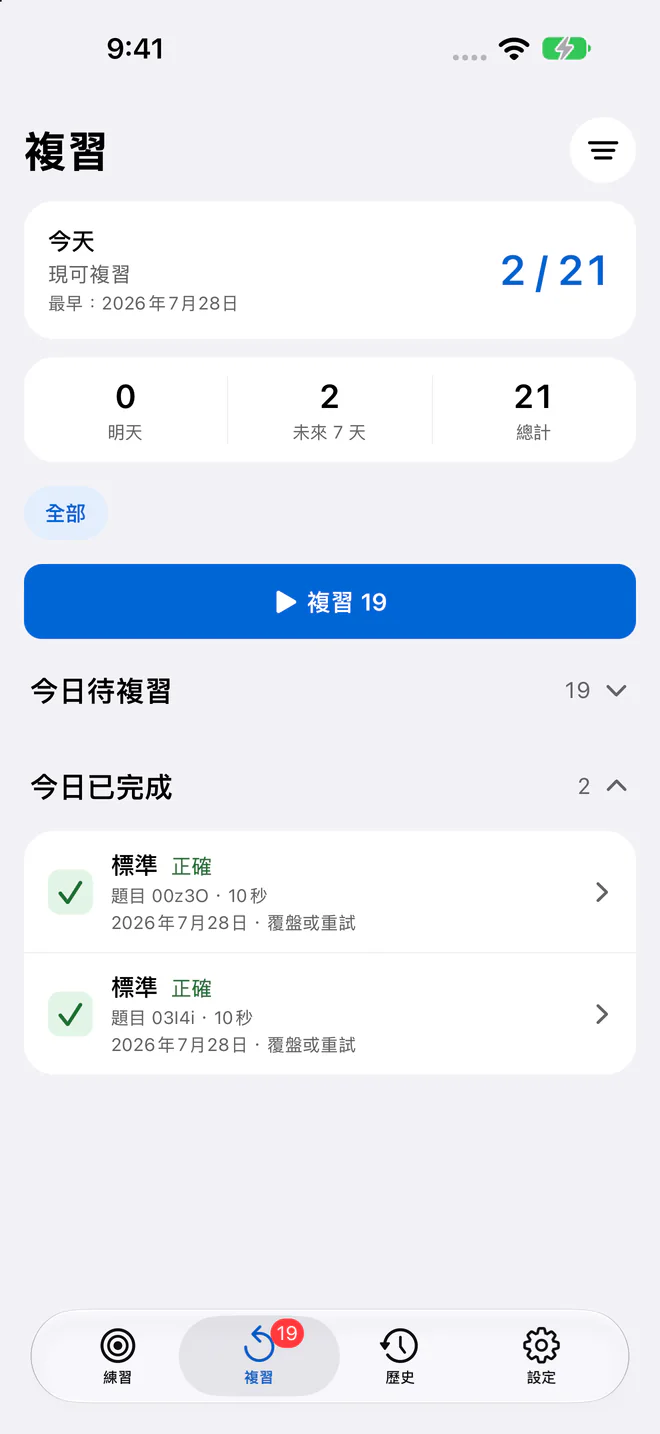 9:41
複習
今天
現可複習
最早：2026年7月28日
2 / 21
0
明天
2
未來 7 天
21
總計
全部
複習 19
今日待複習
19
今日已完成
2
標準 正確
題目 00z3O · 10秒
2026年7月28日 · 覆盤或重試
標準 正確
題目 03I4i · 10秒
2026年7月28日 · 覆盤或重試
19
練習
複習
歷史
設定